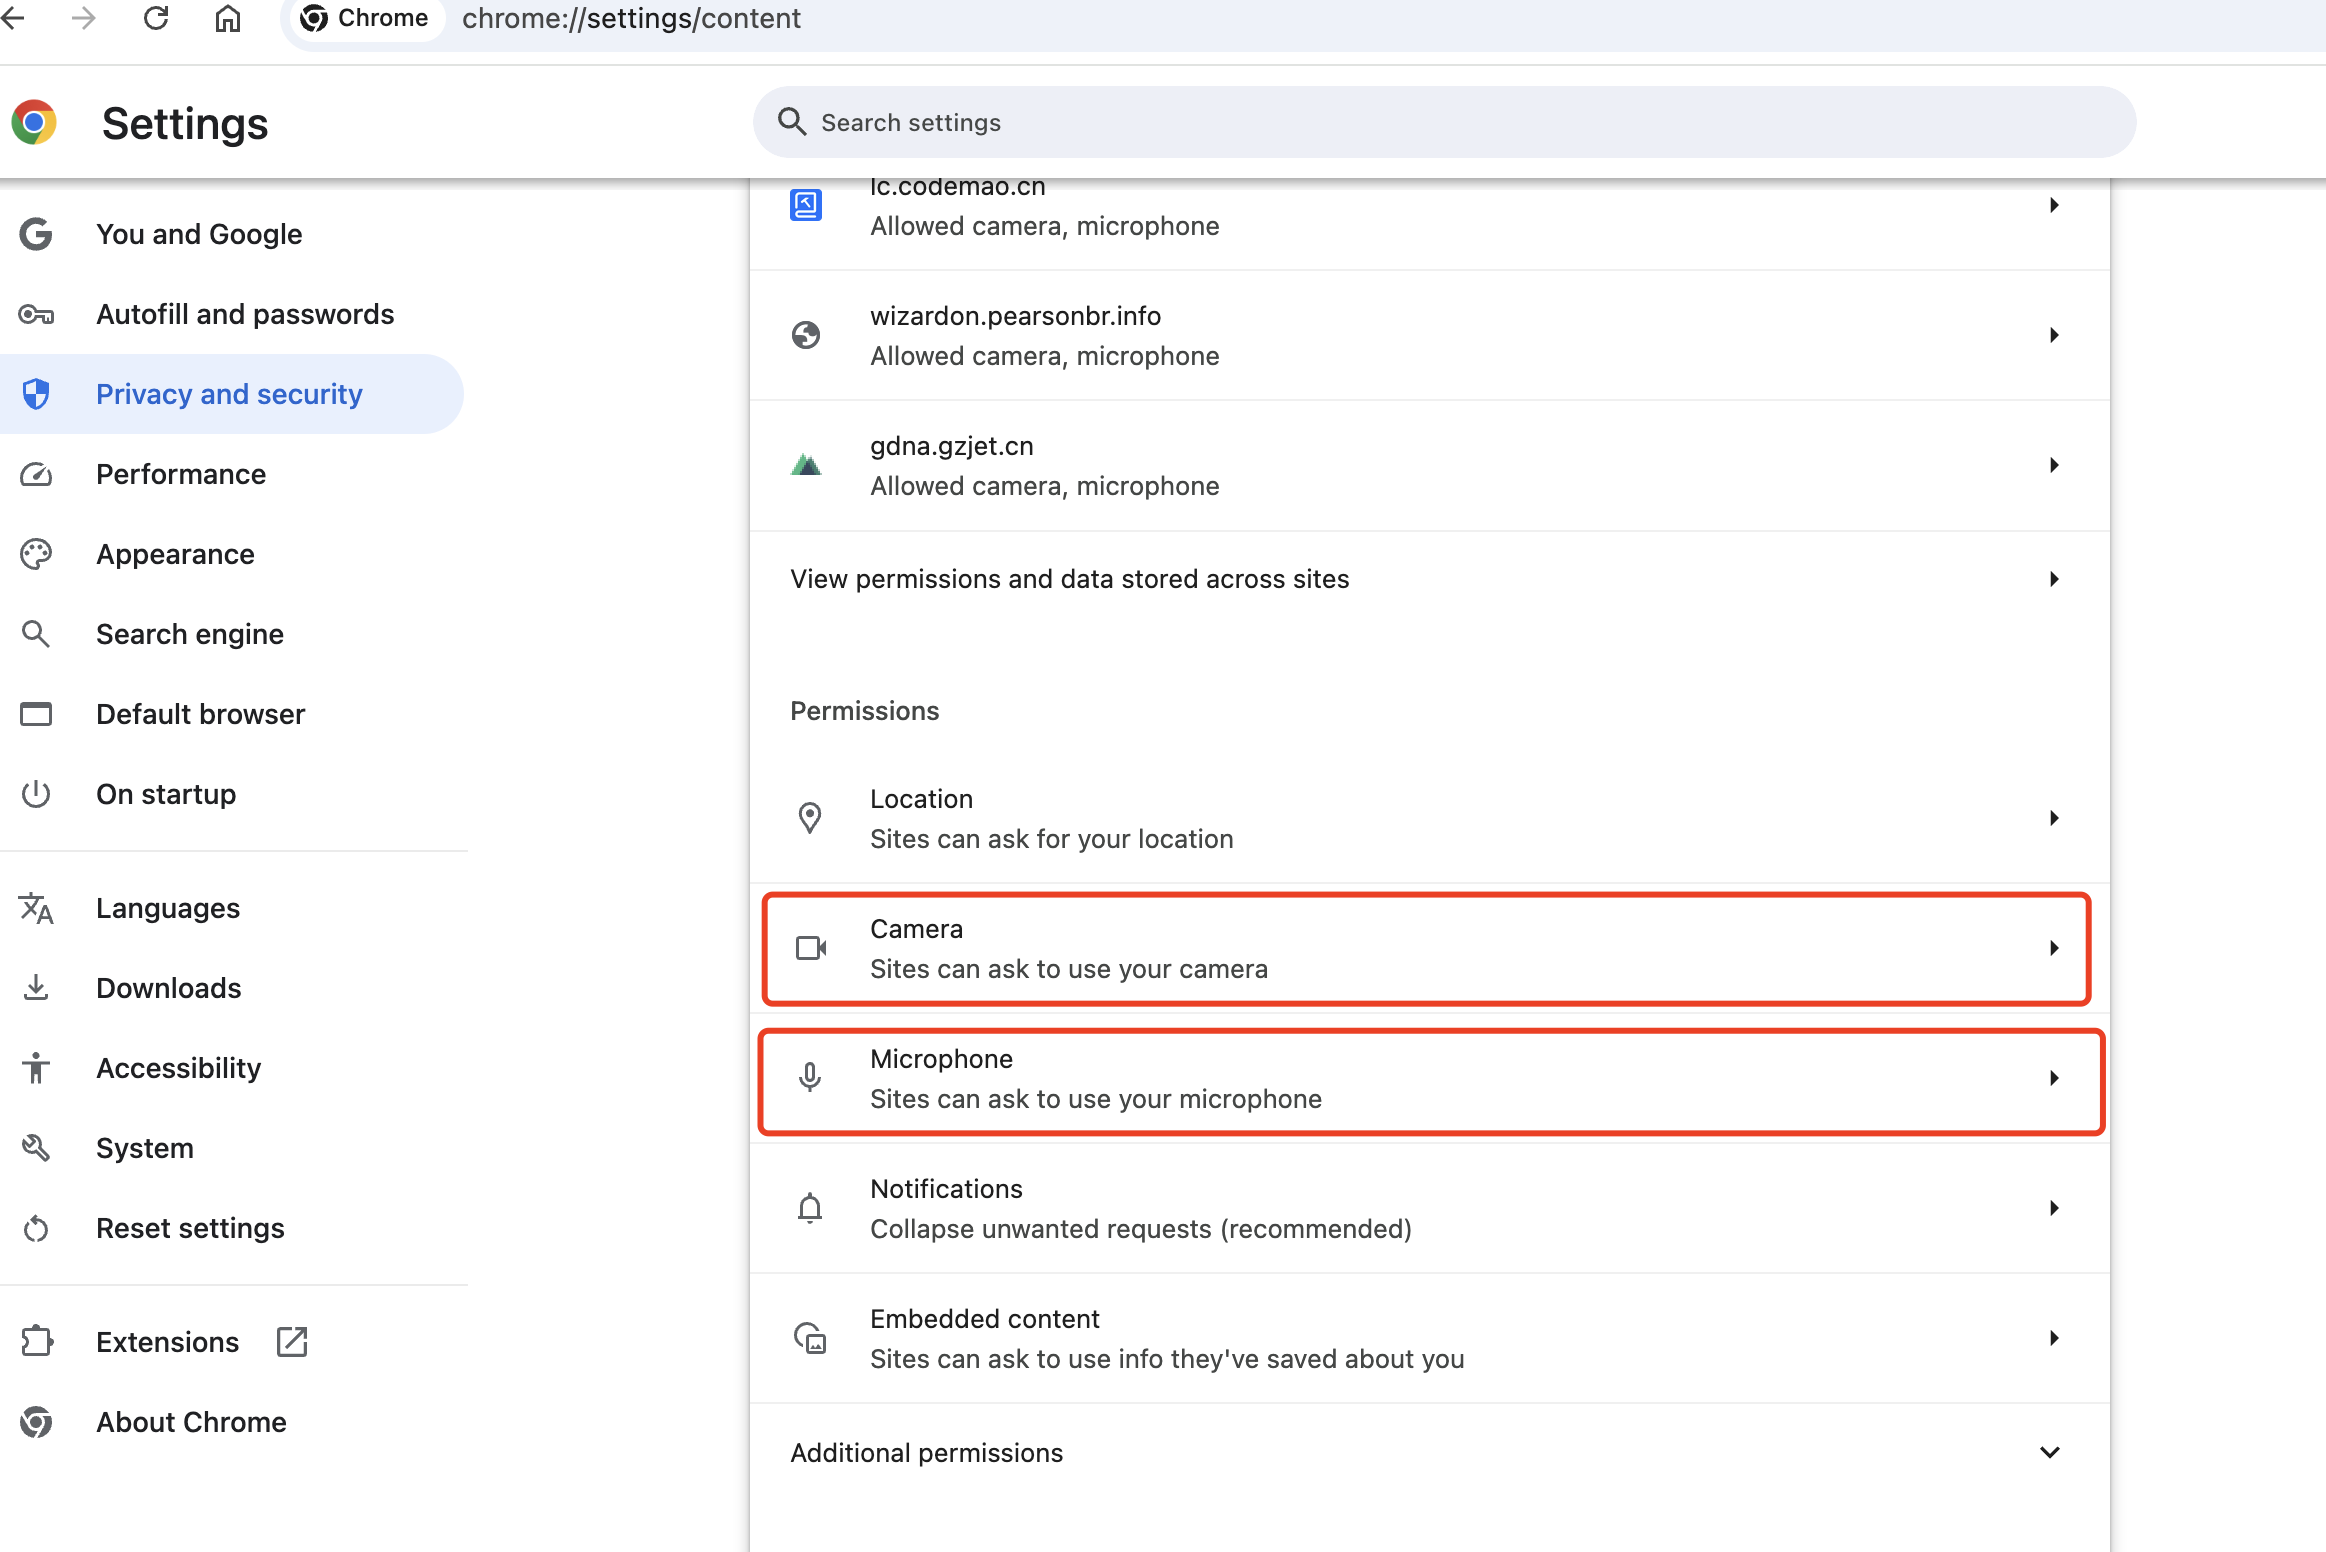 Chrome
chrome://settings/content
Settings
Search settings
You and Google
Autofill and passwords
Privacy and security
Performance
Appearance
Search engine
Default browser
On startup
Languages
Downloads
Accessibility
System
Reset settings
Extensions
About Chrome
lc.codemao.cn
Allowed camera, microphone
wizardon.pearsonbr.info
Allowed camera, microphone
gdna.gzjet.cn
Allowed camera, microphone
View permissions and data stored across sites
Permissions
Location
Sites can ask for your location
Camera
Sites can ask to use your camera
Microphone
Sites can ask to use your microphone
Notifications
Collapse unwanted requests (recommended)
Embedded content
Sites can ask to use info they've saved about you
Additional permissions